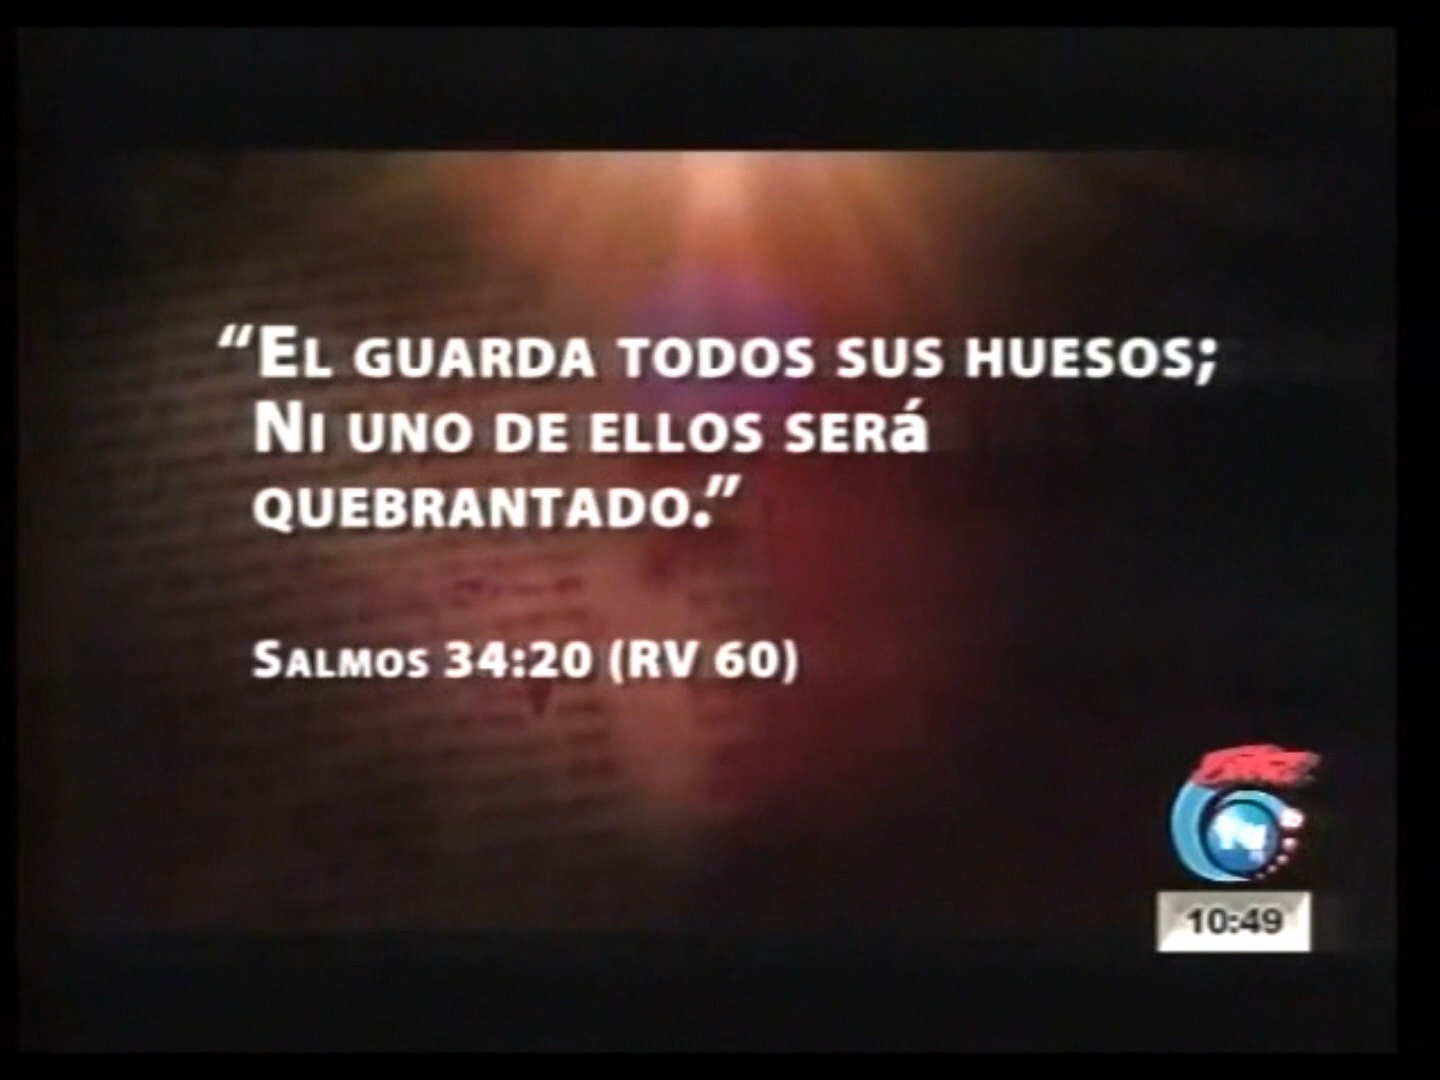 “El guarda todos sus huesos;
Ni uno de ellos será
quebrantado.”
Salmos 34:20 (RV 60)
10:49